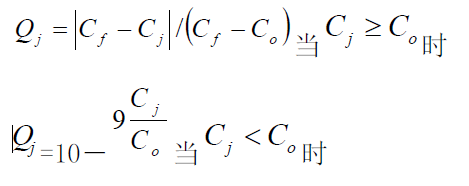 Q_j = |C_f − C_j| / (C_f − C_o) 当 C_j ≥ C_o 时
|Q_j=10− 9 C_j/C_o 当 C_j < C_o 时